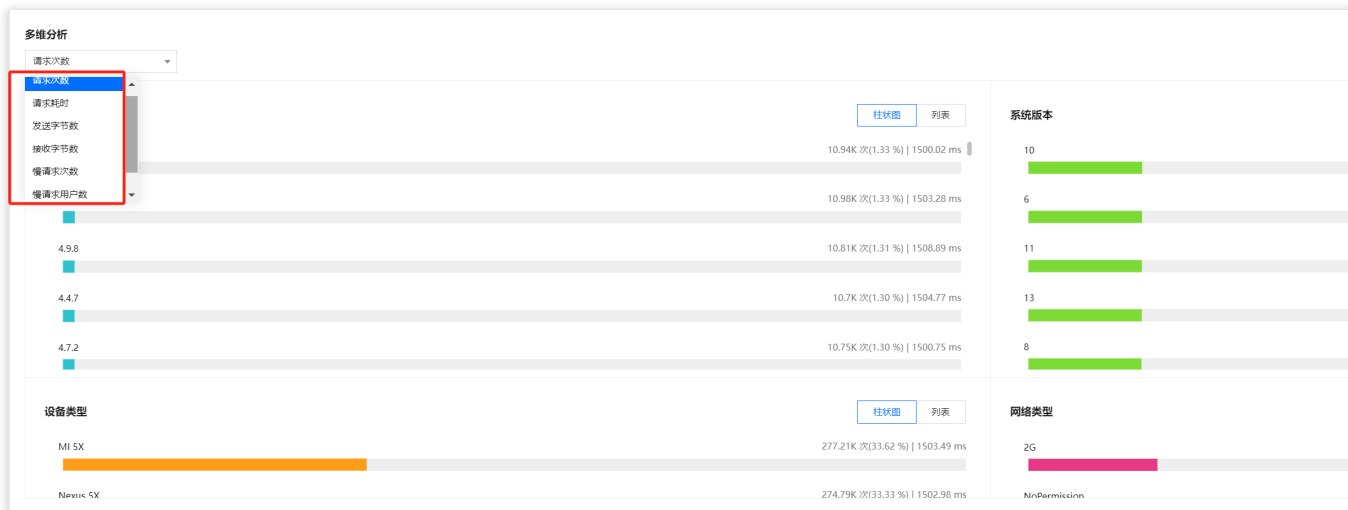 多维分析
请求次数
请求次数
请求耗时
发送字节数
接收字节数
慢请求次数
慢请求用户数
柱状图
列表
10.94K 次(1.33 %) | 1500.02 ms
10.98K 次(1.33 %) | 1503.28 ms
4.9.8
10.81K 次(1.31 %) | 1508.89 ms
4.4.7
10.7K 次(1.30 %) | 1504.77 ms
4.7.2
10.75K 次(1.30 %) | 1500.75 ms
系统版本
10
6
11
13
8
设备类型
柱状图
列表
MI 5X
277.21K 次(33.62 %) | 1503.49 ms
Nexus 5X
274.79K 次(33.33 %) | 1502.98 ms
网络类型
2G
NoPermission